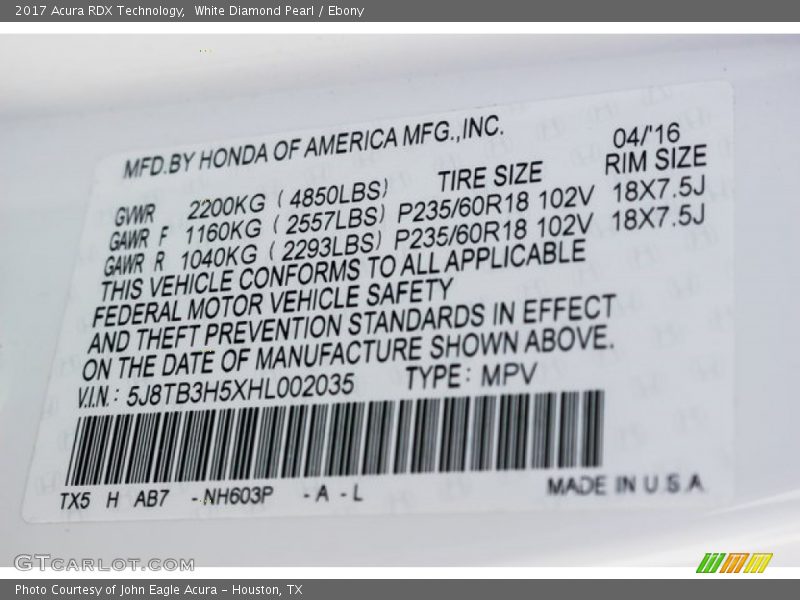 2017 Acura RDX Technology,  White Diamond Pearl / Ebony
MFD.BY HONDA OF AMERICA MFG.,INC.
04/'16
TIRE SIZE RIM SIZE
GVWR 2200KG ( 4850LBS)
GAWR F 1160KG ( 2557LBS) P235/60R18 102V 18X7.5J
GAWR R 1040KG ( 2293LBS) P235/60R18 102V 18X7.5J
THIS VEHICLE CONFORMS TO ALL APPLICABLE
FEDERAL MOTOR VEHICLE SAFETY
AND THEFT PREVENTION STANDARDS IN EFFECT
ON THE DATE OF MANUFACTURE SHOWN ABOVE.
V.I.N.: 5J8TB3H5XHL002035 TYPE: MPV
TX5 H AB7 -NH603P -A-L MADE IN U.S.A
GTCARLOT.COM
Photo Courtesy of John Eagle Acura - Houston, TX